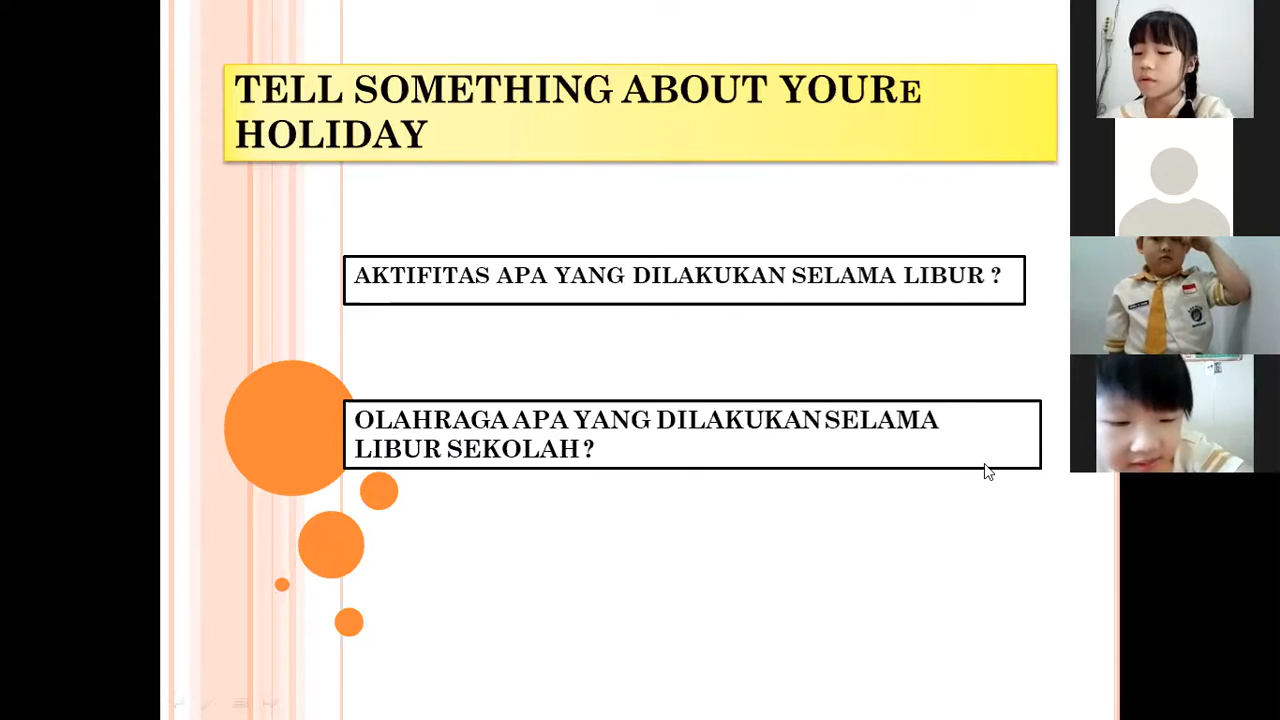 TELL SOMETHING ABOUT YOURE
HOLIDAY
AKTIFITAS APA YANG DILAKUKAN SELAMA LIBUR ?
OLAHRAGA APA YANG DILAKUKAN SELAMA
LIBUR SEKOLAH ?